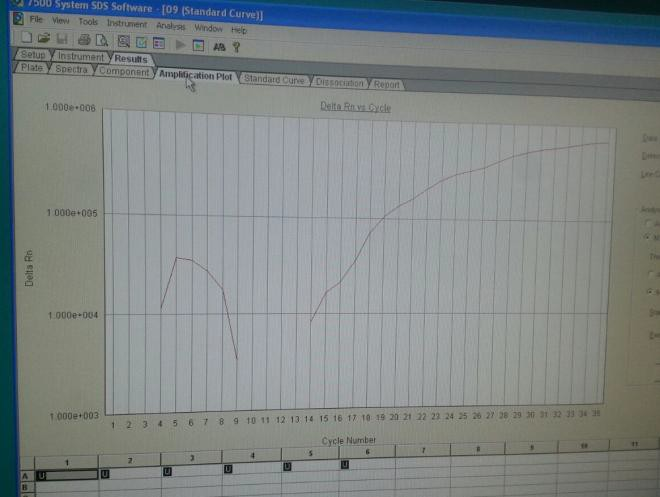 7500 System SDS Software - [09 (Standard Curve)]
File View Tools Instrument Analysis Window Help
Setup Instrument Results
Plate Spectra Component Amplification Plot Standard Curve Dissociation Report
Delta Rn vs Cycle
1.000e+006
1.000e+005
1.000e+004
1.000e+003
Delta Rn
1 2 3 4 5 6 7 8 9 10 11 12 13 14 15 16 17 18 19 20 21 22 23 24 25 26 27 28 29 30 31 32 33 34 35
Cycle Number
1 2 3 4 5 6 7 8 9 10 11
A U U U U U U
B